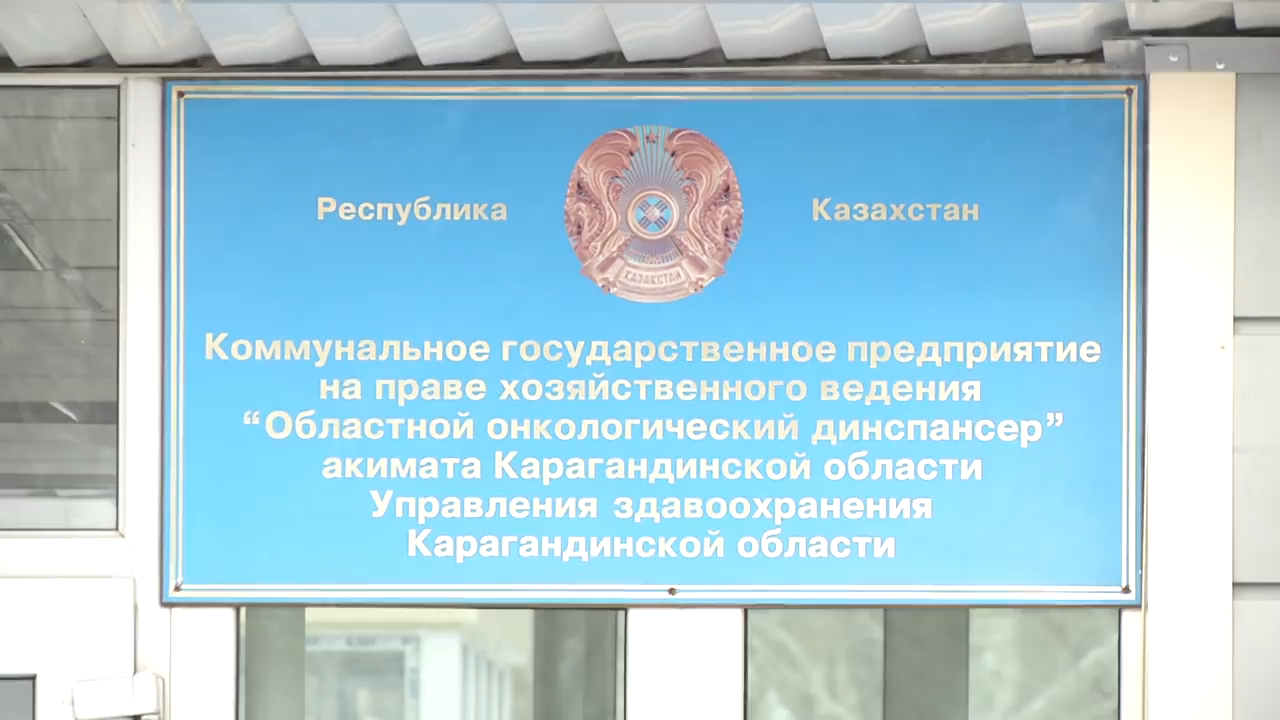 Республика
Казахстан
ҚАЗАҚСТАН
Коммунальное государственное предприятие
на праве хозяйственного ведения
“Областной онкологический динспансер”
акимата Карагандинской области
Управления здавоохранения
Карагандинской области